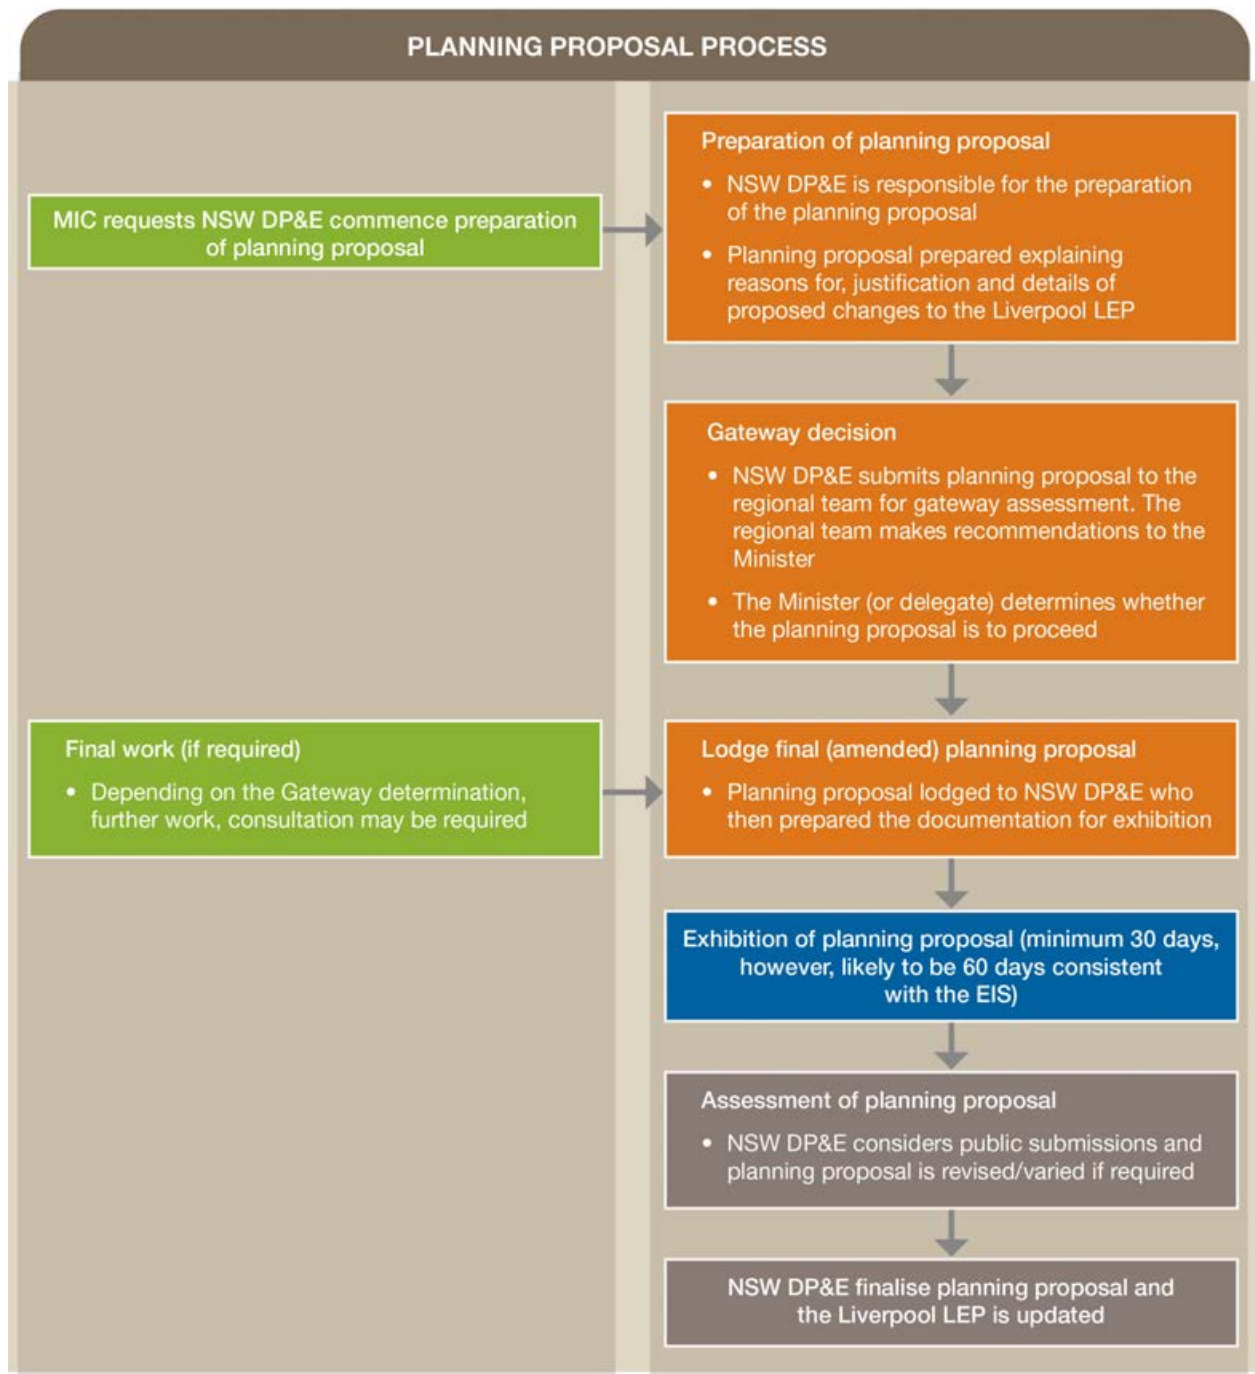 PLANNING PROPOSAL PROCESS
MIC requests NSW DP&E commence preparation
of planning proposal
Preparation of planning proposal
• NSW DP&E is responsible for the preparation
of the planning proposal
• Planning proposal prepared explaining
reasons for, justification and details of
proposed changes to the Liverpool LEP
Gateway decision
• NSW DP&E submits planning proposal to the
regional team for gateway assessment. The
regional team makes recommendations to the
Minister
• The Minister (or delegate) determines whether
the planning proposal is to proceed
Final work (if required)
• Depending on the Gateway determination,
further work, consultation may be required
Lodge final (amended) planning proposal
• Planning proposal lodged to NSW DP&E who
then prepared the documentation for exhibition
Exhibition of planning proposal (minimum 30 days,
however, likely to be 60 days consistent
with the EIS)
Assessment of planning proposal
• NSW DP&E considers public submissions and
planning proposal is revised/varied if required
NSW DP&E finalise planning proposal and
the Liverpool LEP is updated